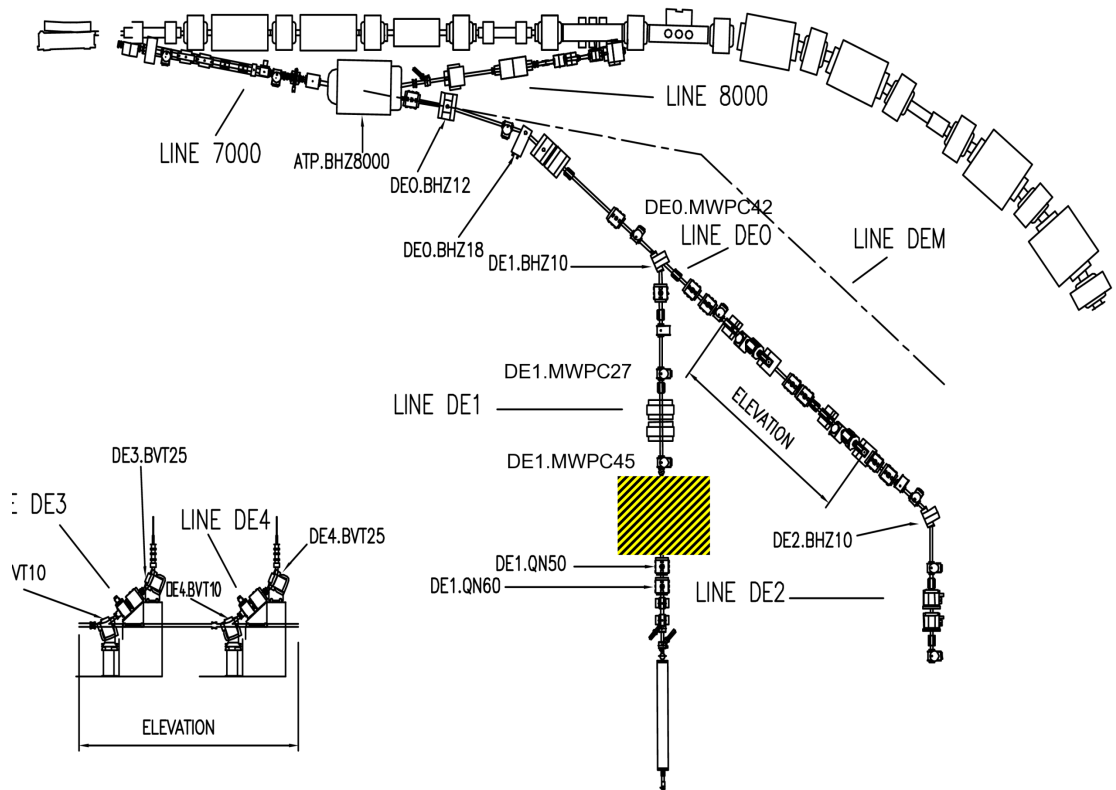 LINE 7000
LINE 8000
ATP.BHZ8000
DE0.BHZ12
DE0.MWPC42
DE0.BHZ18
LINE DE0
LINE DEM
DE1.BHZ10
DE1.MWPC27
LINE DE1
ELEVATION
DE3.BVT25
DE1.MWPC45
E DE3
LINE DE4
DE4.BVT25
DE2.BHZ10
VT10
DE4.BVT10
DE1.QN50
DE1.QN60
LINE DE2
ELEVATION